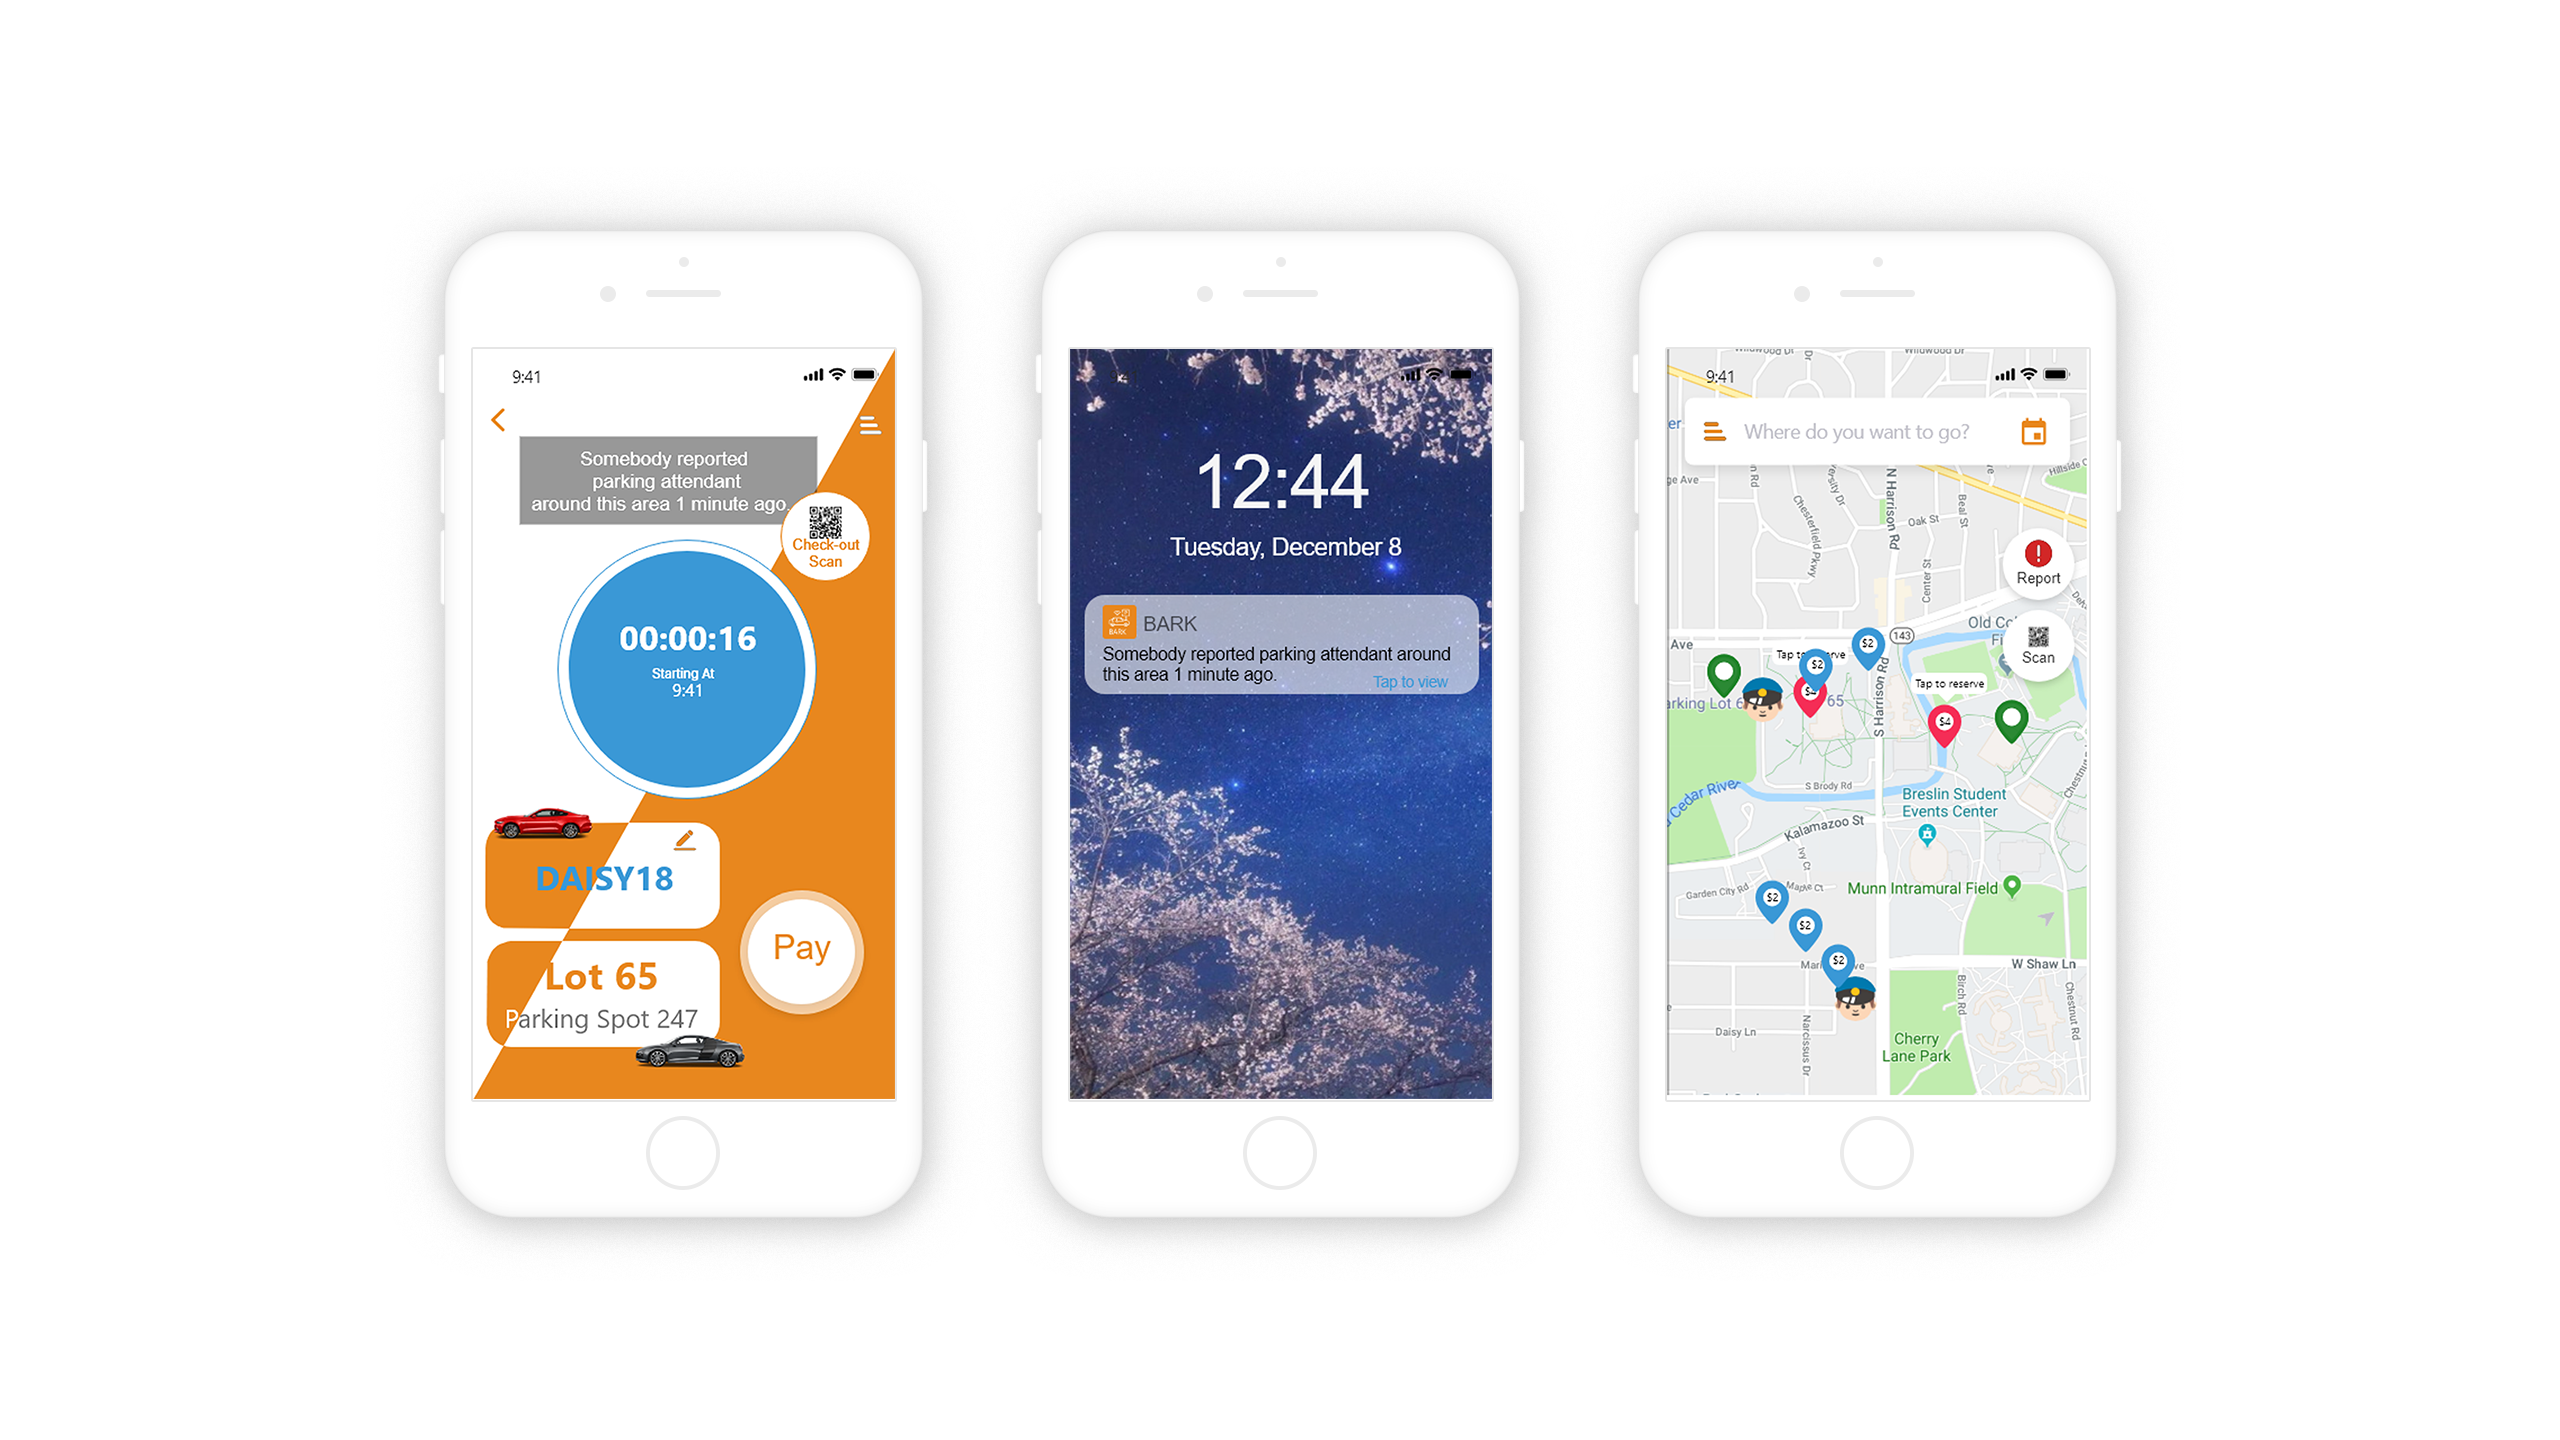 9:41
Somebody reported
parking attendant
around this area 1 minute ago.
Check-out
Scan
00:00:16
Starting At
9:41
DAISY18
Lot 65
Parking Spot 247
Pay
12:44
Tuesday, December 8
BARK
BARK
Somebody reported parking attendant around
this area 1 minute ago.
Tap to view
9:41
Where do you want to go?
Hillside
N Harrison Rd
Chesterfield Pkwy
Oak St
Beal St
Center St
Report
Scan
Ave
143
Old
$2
$2
Tap to
65
S Harrison Rd
Tap to reserve
$4
S Brody Rd
Cedar River
Breslin Student
Events Center
Kalamazoo St
Ivy Ct
Maple Ct
Garden City Rd
Munn Intramural Field
$2
$2
$2
W Shaw Ln
Birch Rd
Chestnut Rd
Daisy Ln
Narcissus Dr
Cherry
Lane Park